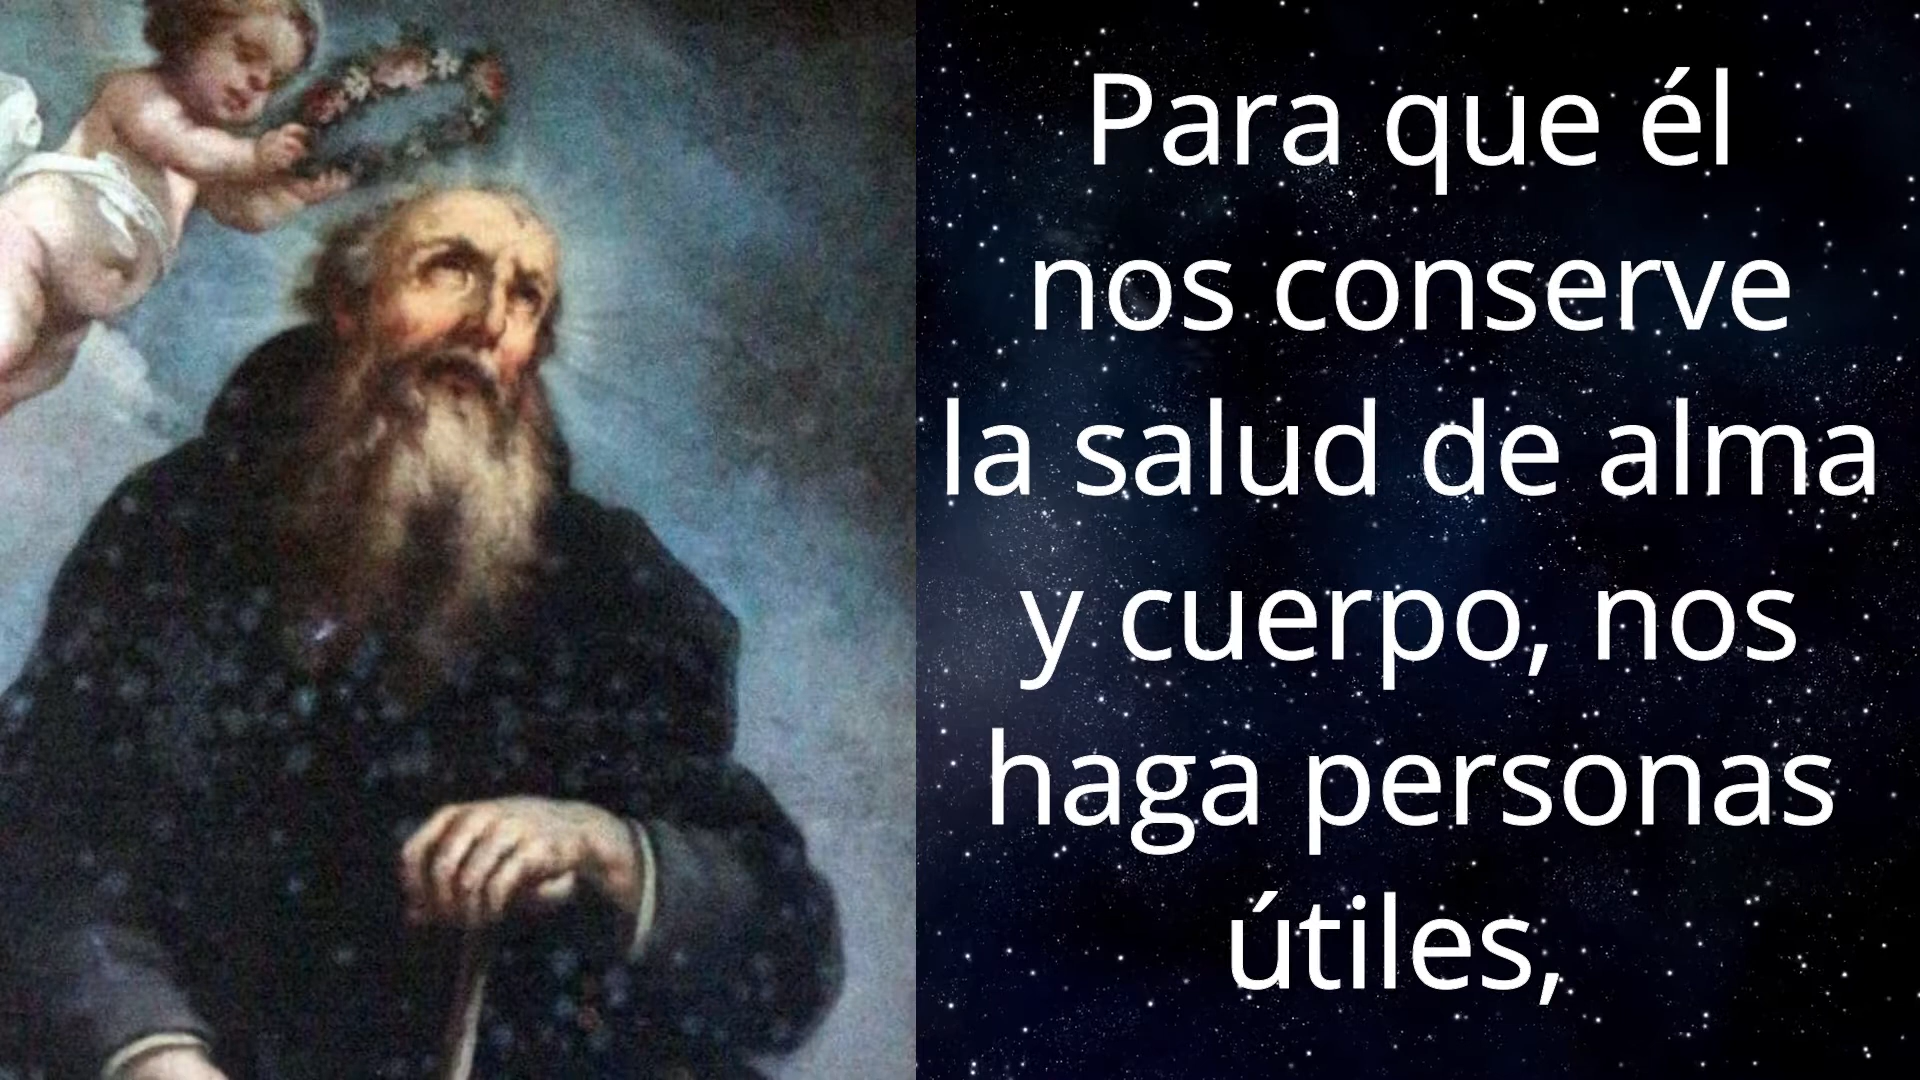 Para que él
nos conserve
la salud de alma
y cuerpo, nos
haga personas
útiles,